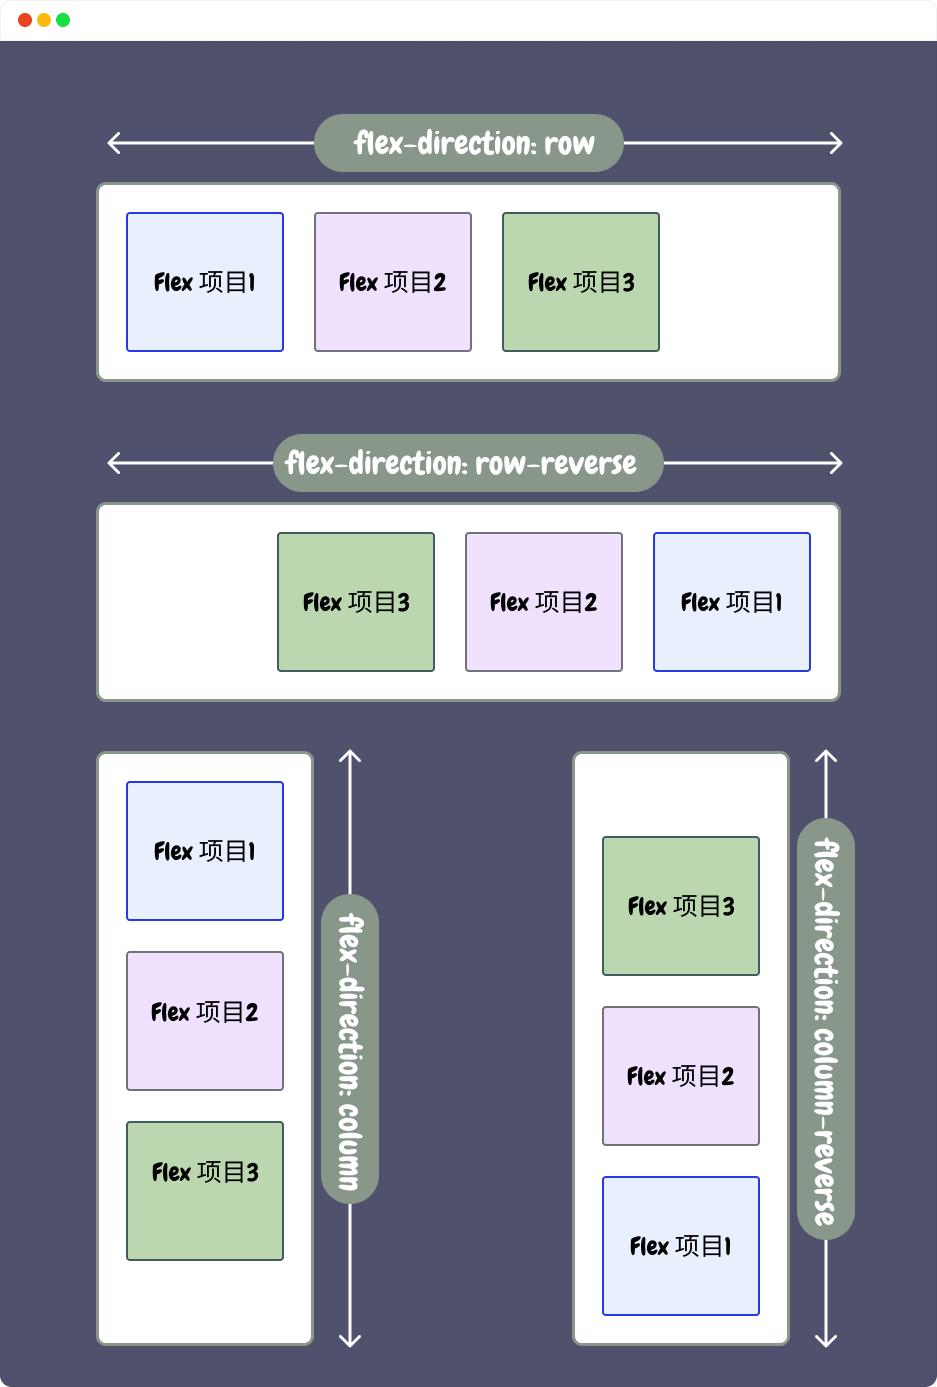 flex-direction: row
Flex 项目1
Flex 项目2
Flex 项目3
flex-direction: row-reverse
Flex 项目3
Flex 项目2
Flex 项目1
Flex 项目1
Flex 项目2
Flex 项目3
flex-direction: column
Flex 项目3
Flex 项目2
Flex 项目1
flex-direction: column-reverse